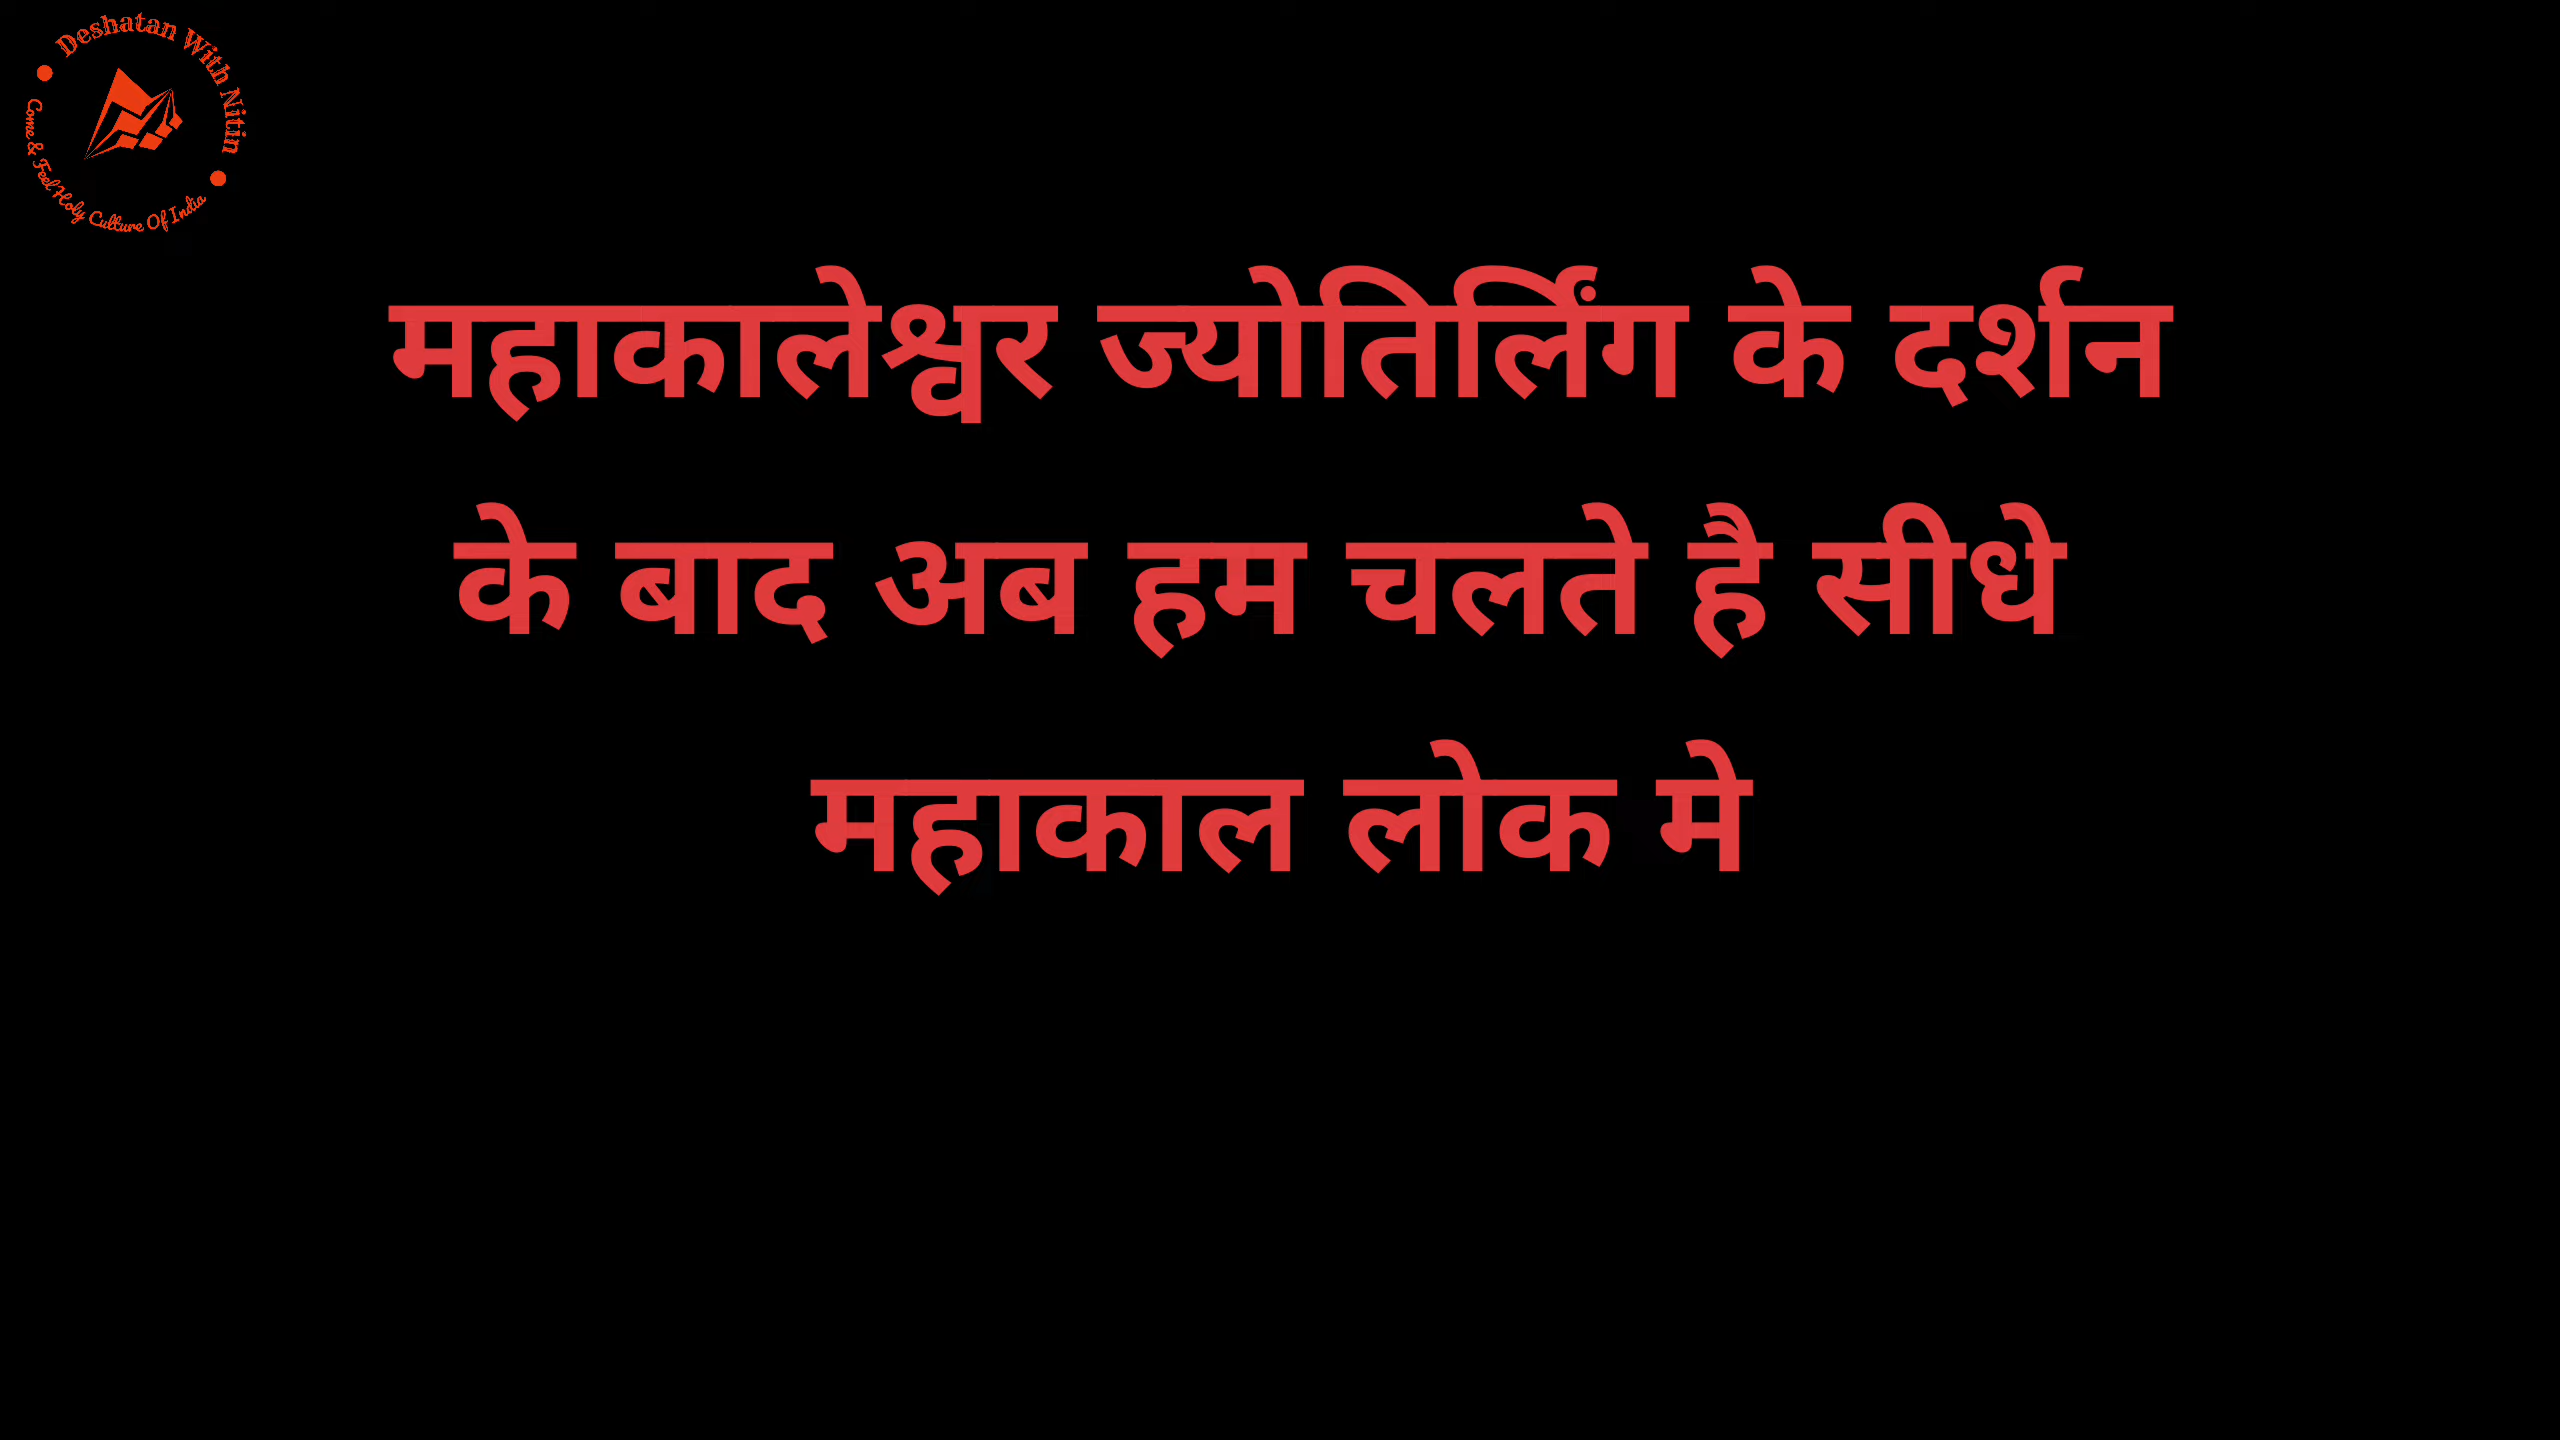 Deshatan With Nitin
Come & Feel Holy Culture Of India
महाकालेश्वर ज्योतिर्लिंग के दर्शन
के बाद अब हम चलते है सीधे
महाकाल लोक मे